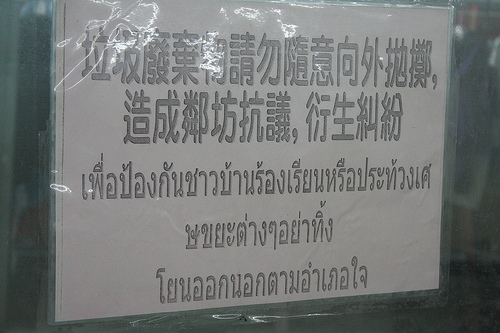 垃圾廢棄物請勿隨意向外拋擲,
造成鄰坊抗議, 衍生糾紛
เพื่อป้องกันชาวบ้านร้องเรียนหรือประท้วงเศ
ษขยะต่างๆอย่าทิ้ง
โยนออกนอกตามอำเภอใจ